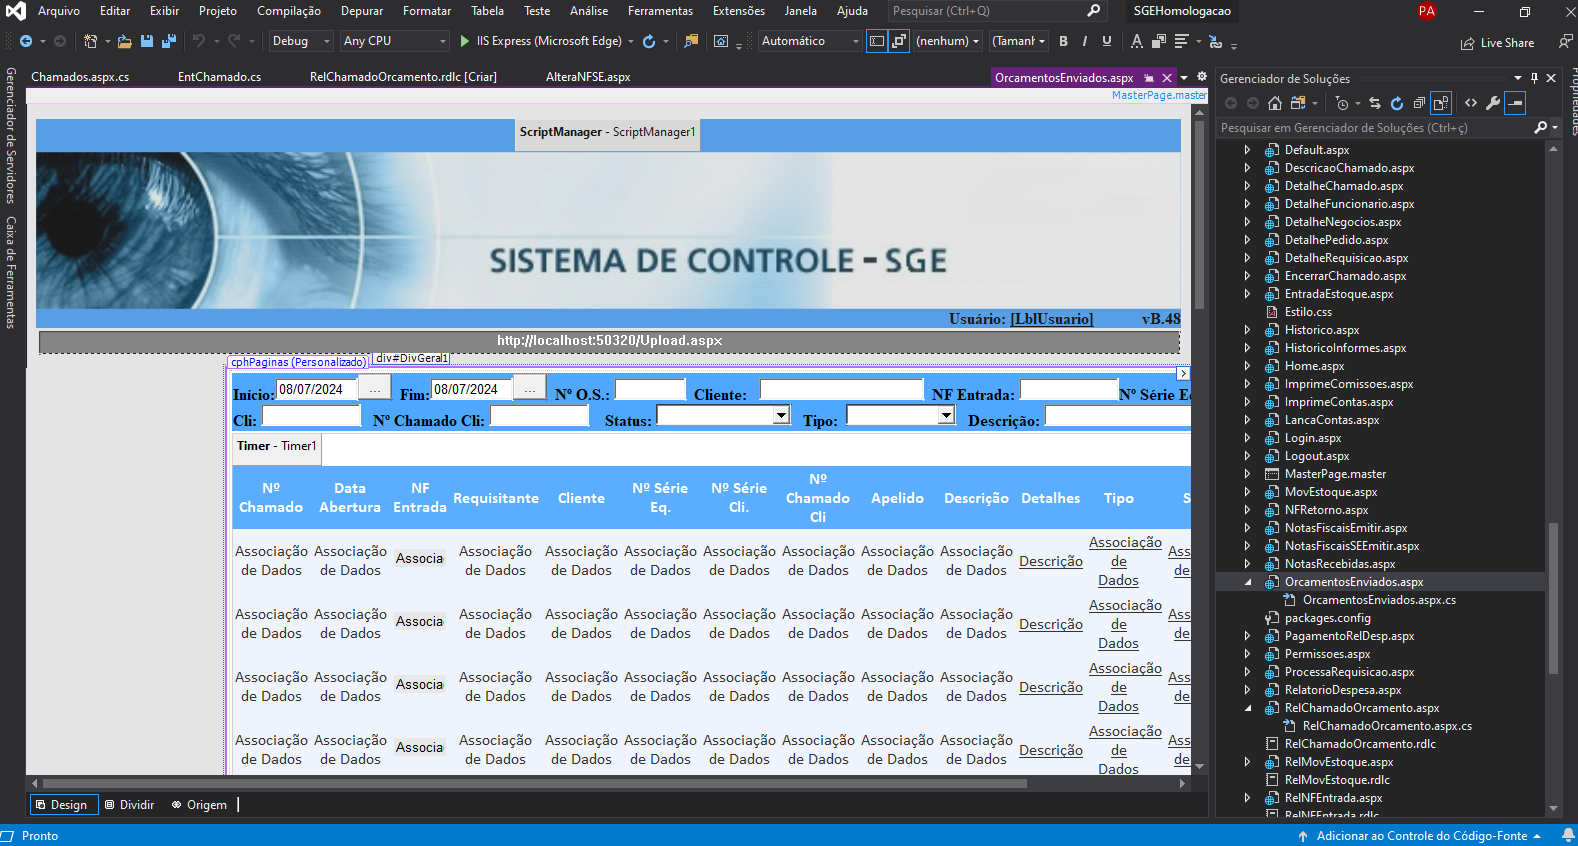 Arquivo Editar Exibir Projeto Compilação Depurar Formatar Tabela Teste Análise Ferramentas Extensões Janela Ajuda Pesquisar (Ctrl+Q) SGEHomologacao PA
Debug Any CPU IIS Express (Microsoft Edge) Automático (nenhum) (Tamanh B I U A Live Share
Chamados.aspx.cs EntChamado.cs RelChamadoOrcamento.rdlc [Criar] AlteraNFSE.aspx OrcamentosEnviados.aspx
MasterPage.master
Gerenciador de Servidores
Caixa de Ferramentas
ScriptManager - ScriptManager1
SISTEMA DE CONTROLE - SGE
Usuário: [LblUsuario] vB.48
http://localhost:50320/Upload.aspx
cphPaginas (Personalizado) div#DivGeral1
Início: 08/07/2024 ... Fim: 08/07/2024 ... Nº O.S.: Cliente: NF Entrada: Nº Série E
Cli: Nº Chamado Cli: Status: Tipo: Descrição:
Timer - Timer1
Nº Chamado Data Abertura NF Entrada Requisitante Cliente Nº Série Eq. Nº Série Cli. Nº Chamado Cli Apelido Descrição Detalhes Tipo S
Associação de Dados Associação de Dados Associa Associação de Dados Associação de Dados Associação de Dados Associação de Dados Associação de Dados Associação de Dados Associação de Dados Descrição Associação de Dados Ass de
Associação de Dados Associação de Dados Associa Associação de Dados Associação de Dados Associação de Dados Associação de Dados Associação de Dados Associação de Dados Associação de Dados Descrição Associação de Dados Ass de
Associação de Dados Associação de Dados Associa Associação de Dados Associação de Dados Associação de Dados Associação de Dados Associação de Dados Associação de Dados Associação de Dados Descrição Associação de Dados Ass de
Associação de Dados Associação de Dados Associa Associação de Dados Associação de Dados Associação de Dados Associação de Dados Associação de Dados Associação de Dados Associação de Dados Descrição Associação de Dados Ass de
Design Dividir Origem
Gerenciador de Soluções
Pesquisar em Gerenciador de Soluções (Ctrl+ç)
Default.aspx
DescricaoChamado.aspx
DetalheChamado.aspx
DetalheFuncionario.aspx
DetalheNegocios.aspx
DetalhePedido.aspx
DetalheRequisicao.aspx
EncerrarChamado.aspx
EntradaEstoque.aspx
Estilo.css
Historico.aspx
HistoricoInformes.aspx
Home.aspx
ImprimeComissoes.aspx
ImprimeContas.aspx
LancaContas.aspx
Login.aspx
Logout.aspx
MasterPage.master
MovEstoque.aspx
NFRetorno.aspx
NotasFiscaisEmitir.aspx
NotasFiscaisSEEmitir.aspx
NotasRecebidas.aspx
OrcamentosEnviados.aspx
OrcamentosEnviados.aspx.cs
packages.config
PagamentoRelDesp.aspx
Permissoes.aspx
ProcessaRequisicao.aspx
RelatorioDespesa.aspx
RelChamadoOrcamento.aspx
RelChamadoOrcamento.aspx.cs
RelChamadoOrcamento.rdlc
RelMovEstoque.aspx
RelMovEstoque.rdlc
RelNFEntrada.aspx
RelNFEntrada.rdlc
Propriedades
Pronto Adicionar ao Controle do Código-Fonte